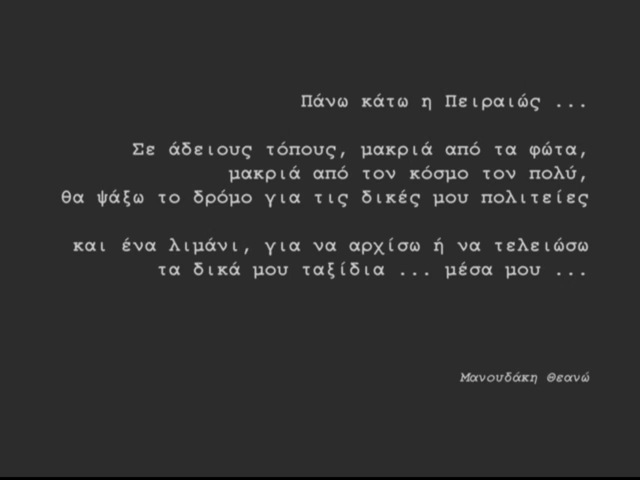 Πάνω κάτω η Πειραιώς ...
Σε άδειους τόπους, μακριά από τα φώτα,
μακριά από τον κόσμο τον πολύ,
θα ψάξω το δρόμο για τις δικές μου πολιτείες
και ένα λιμάνι, για να αρχίσω ή να τελειώσω
τα δικά μου ταξίδια ... μέσα μου ...
Μανουδάκη Θεανώ